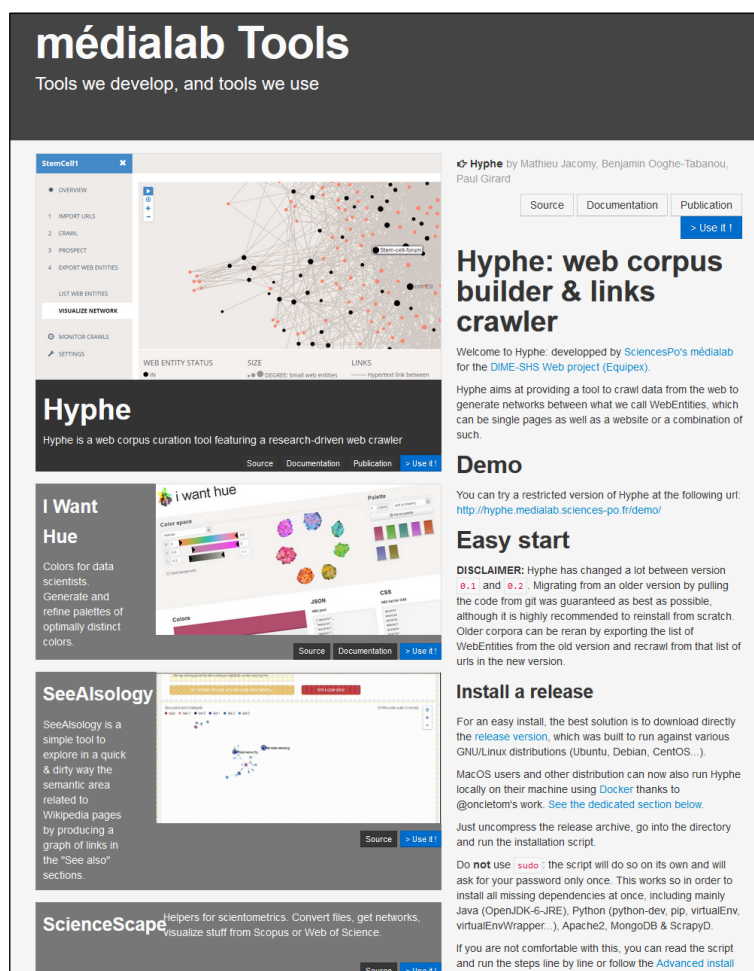 médialab Tools
Tools we develop, and tools we use
StemCell1
OVERVIEW
1 IMPORT URLS
2 CRAWL
3 PROSPECT
4 EXPORT WEB ENTITIES
LIST WEB ENTITIES
VISUALIZE NETWORK
MONITOR CRAWLS
SETTINGS
Stem-cell-forum
WEB ENTITY STATUS SIZE LINKS
IN DEGREE: Small web entities Hypertext link between
Hyphe
Hyphe is a web corpus curation tool featuring a research-driven web crawler
Source Documentation Publication > Use it !
I Want
Hue
Colors for data
scientists.
Generate and
refine palettes of
optimally distinct
colors.
i want hue
Color space
Palette
Colors
JSON
CSS
Source Documentation > Use it !
SeeAlsology
SeeAlsology is a
simple tool to
explore in a quick
& dirty way the
semantic area
related to
Wikipedia pages
by producing a
graph of links in
the "See also"
sections.
Source > Use it !
ScienceScape
Helpers for scientometrics. Convert files, get networks,
visualize stuff from Scopus or Web of Science.
Source > Use it !
Hyphe by Mathieu Jacomy, Benjamin Ooghe-Tabanou,
Paul Girard
Source Documentation Publication
> Use it !
Hyphe: web corpus
builder & links
crawler
Welcome to Hyphe: developped by SciencesPo's médialab
for the DIME-SHS Web project (Equipex).
Hyphe aims at providing a tool to crawl data from the web to
generate networks between what we call WebEntities, which
can be single pages as well as a website or a combination of
such.
Demo
You can try a restricted version of Hyphe at the following url:
http://hyphe.medialab.sciences-po.fr/demo/
Easy start
DISCLAIMER: Hyphe has changed a lot between version
0.1 and 0.2 . Migrating from an older version by pulling
the code from git was guaranteed as best as possible,
although it is highly recommended to reinstall from scratch.
Older corpora can be reran by exporting the list of
WebEntities from the old version and recrawl from that list of
urls in the new version.
Install a release
For an easy install, the best solution is to download directly
the release version, which was built to run against various
GNU/Linux distributions (Ubuntu, Debian, CentOS...).
MacOS users and other distribution can now also run Hyphe
locally on their machine using Docker thanks to
@oncletom's work. See the dedicated section below.
Just uncompress the release archive, go into the directory
and run the installation script.
Do not use sudo : the script will do so on its own and will
ask for your password only once. This works so in order to
install all missing dependencies at once, including mainly
Java (OpenJDK-6-JRE), Python (python-dev, pip, virtualEnv,
virtualEnvWrapper...), Apache2, MongoDB & ScrapyD.
If you are not comfortable with this, you can read the script
and run the steps line by line or follow the Advanced install